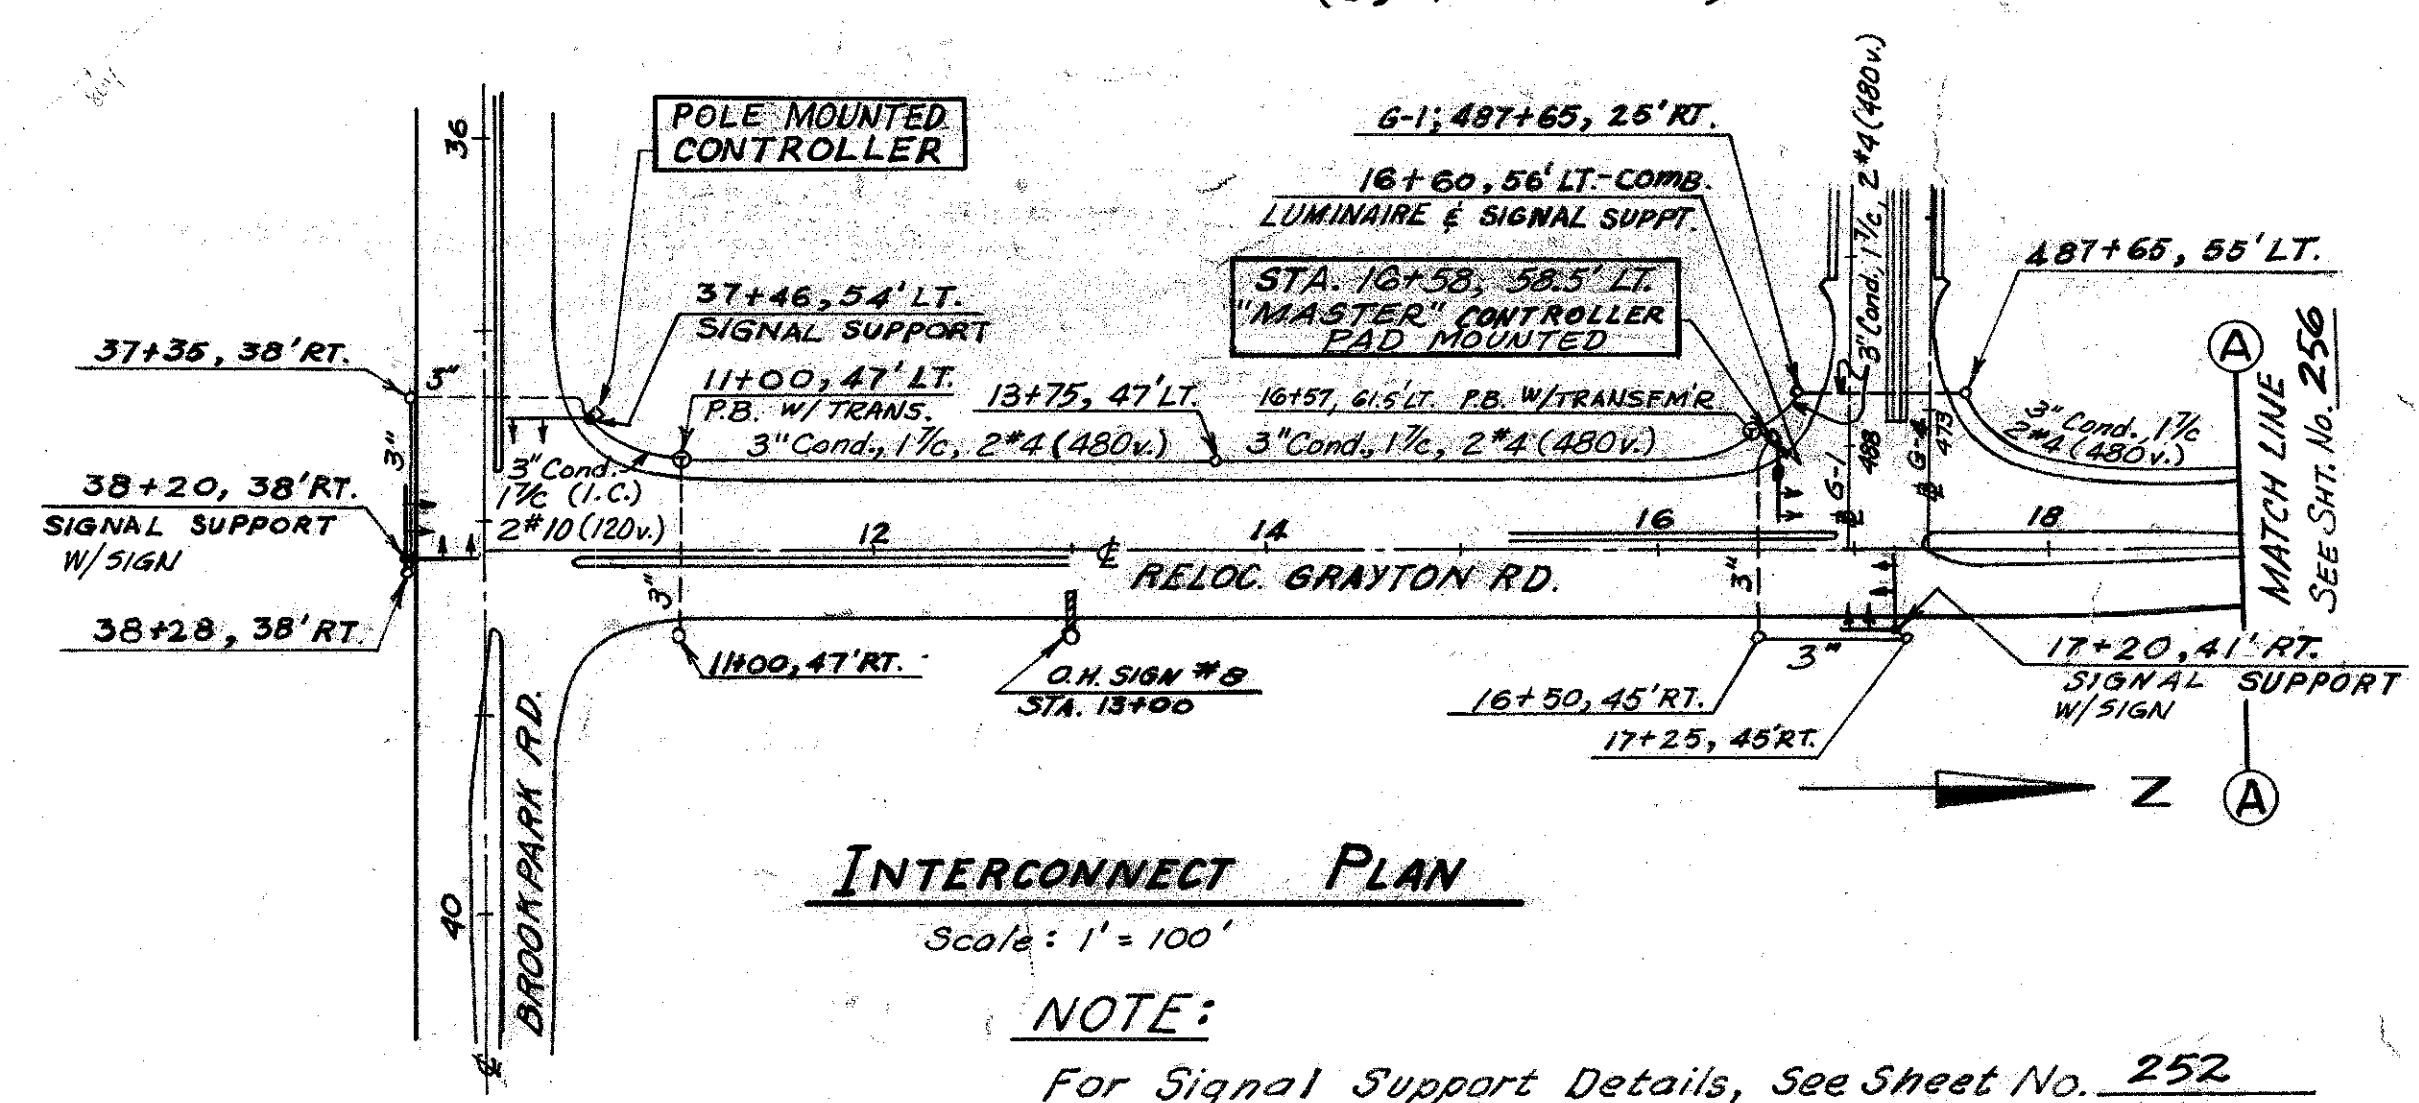 POLE MOUNTED
CONTROLLER
36
37+46, 54' LT.
SIGNAL SUPPORT
37+35, 38' RT.
3"
3"
11+00, 47' LT.
P.B. W/ TRANS.
13+75, 47' LT.
3" Cond., 1 7/c, 2 #4 (480v.)
3" Cond.
1 7/c (I.C.)
2 #10 (120v.)
38+20, 38' RT.
SIGNAL SUPPORT
W/ SIGN
38+28, 38' RT.
G-1; 487+65, 25' RT.
16+60, 56' LT.-COMB.
LUMINAIRE & SIGNAL SUPPT.
STA. 16+58, 58.5' LT.
"MASTER" CONTROLLER
PAD MOUNTED
16+57, 61.5' LT. P.B. W/TRANSFM'R
3" Cond., 1 7/c, 2 #4 (480v.)
3" Cond., 1 7/c, 2 #4 (480v.)
487+65, 55' LT.
3" Cond., 1 7/c
2 #4 (480v.)
A
MATCH LINE
SEE SHT. No. 256
℄ G-1
488
℄ G-4
473
12
14
16
18
℄
RELOC. GRAYTON RD.
3"
3"
11+00, 47' RT.
O.H. SIGN #8
STA. 13+00
16+50, 45' RT.
3"
17+25, 45' RT.
17+20, 41' RT.
SIGNAL SUPPORT
W/ SIGN
N
A
40
BROOKPARK RD.
℄
INTERCONNECT PLAN
Scale: 1' = 100'
NOTE:
For Signal Support Details, See Sheet No. 252